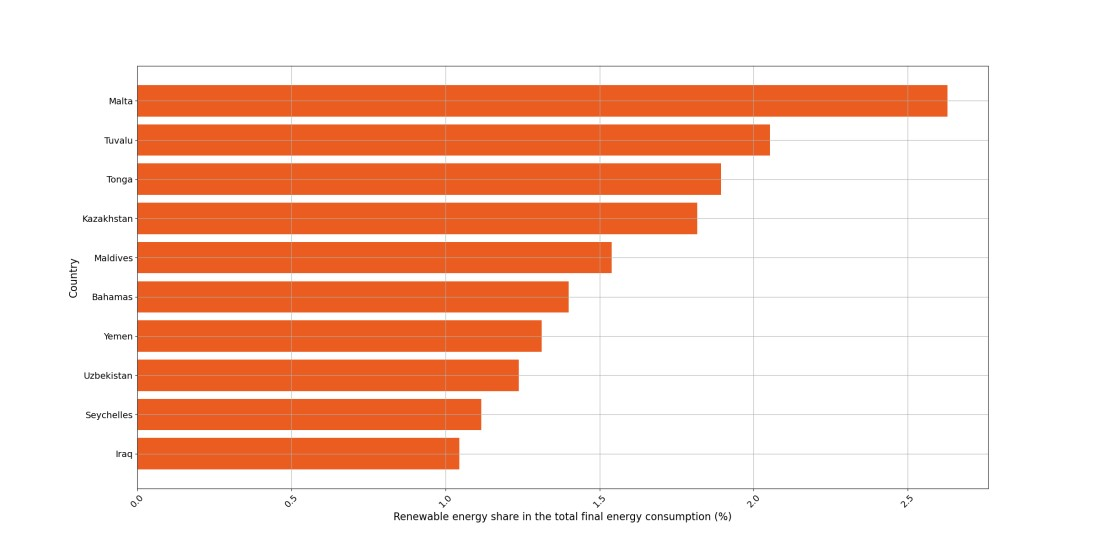 Malta
Tuvalu
Tonga
Kazakhstan
Maldives
Bahamas
Yemen
Uzbekistan
Seychelles
Iraq
Country
0.0 0.5 1.0 1.5 2.0 2.5
Renewable energy share in the total final energy consumption (%)